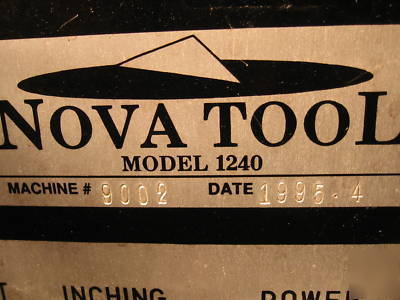 NOVA TOOL
MODEL 1240
MACHINE # 9002 DATE 1995.4
INCHING